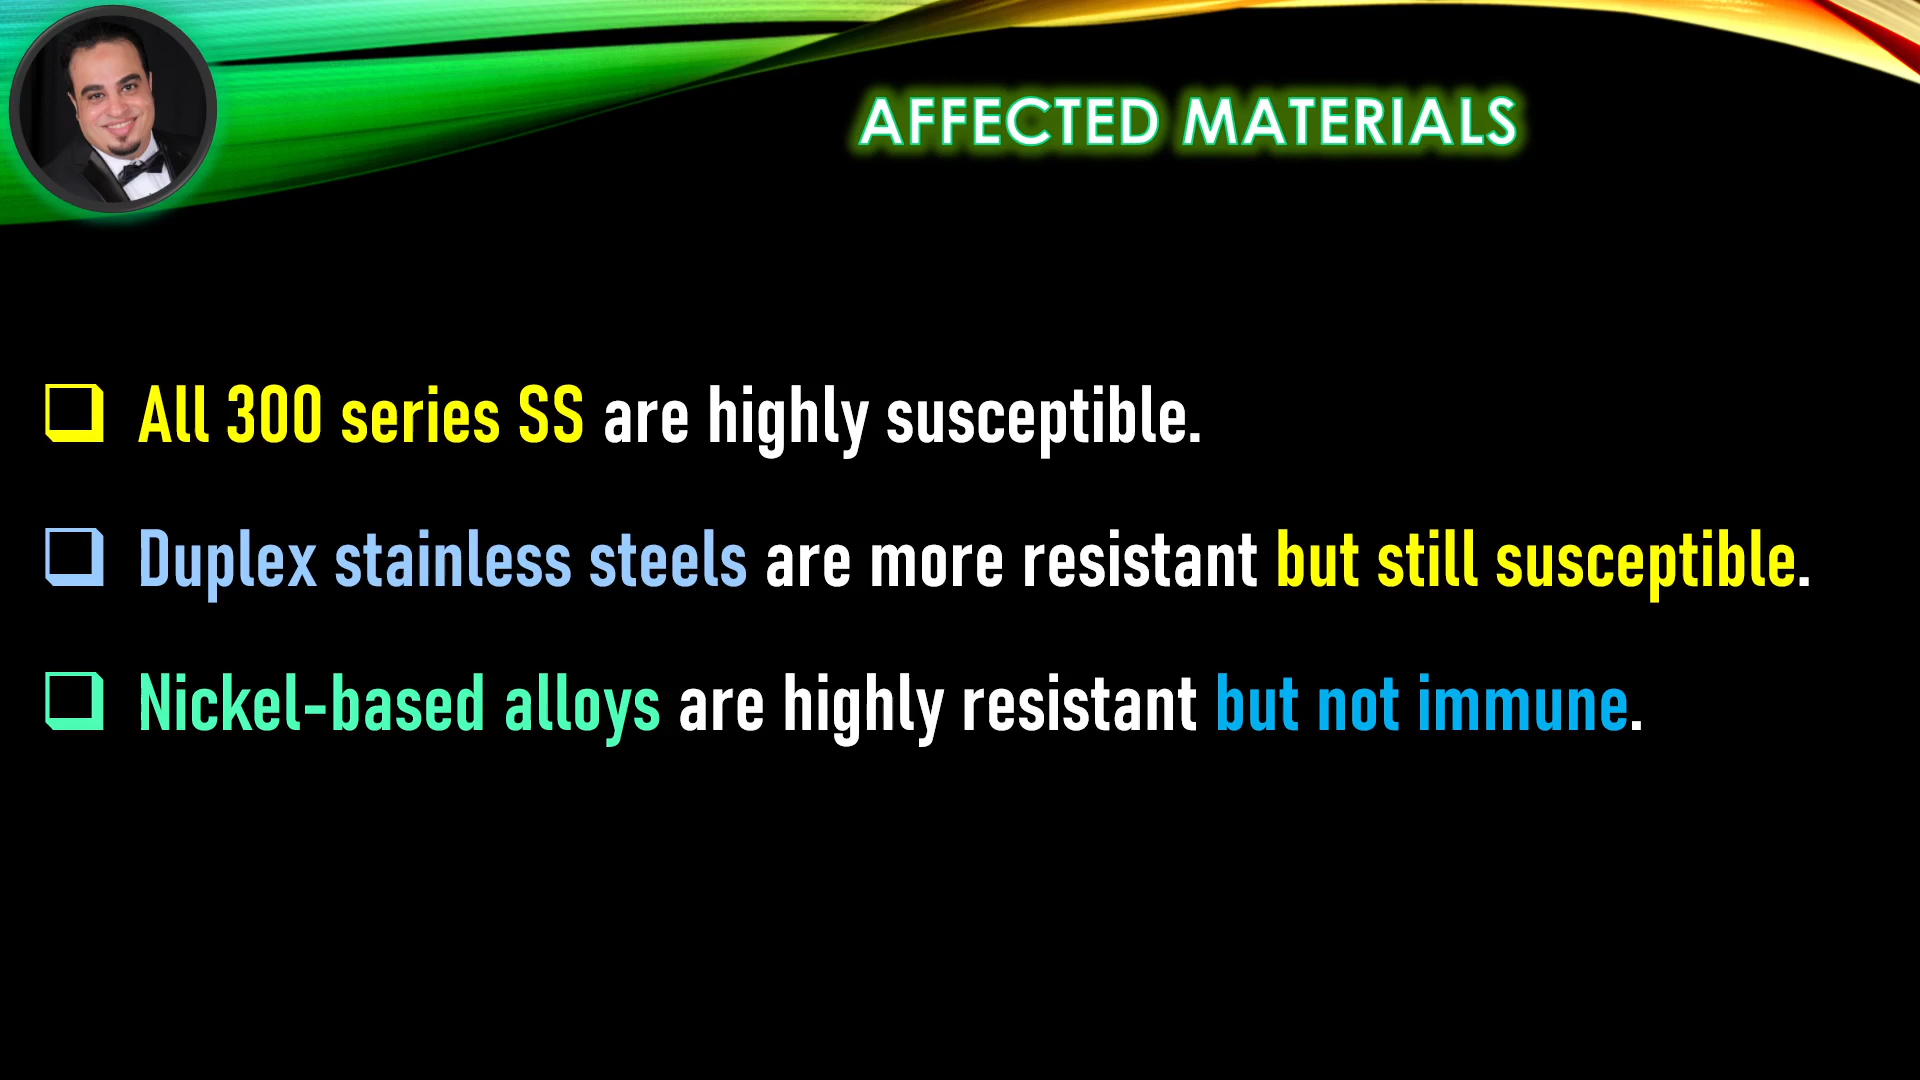 AFFECTED MATERIALS
All 300 series SS are highly susceptible.
Duplex stainless steels are more resistant but still susceptible.
Nickel-based alloys are highly resistant but not immune.